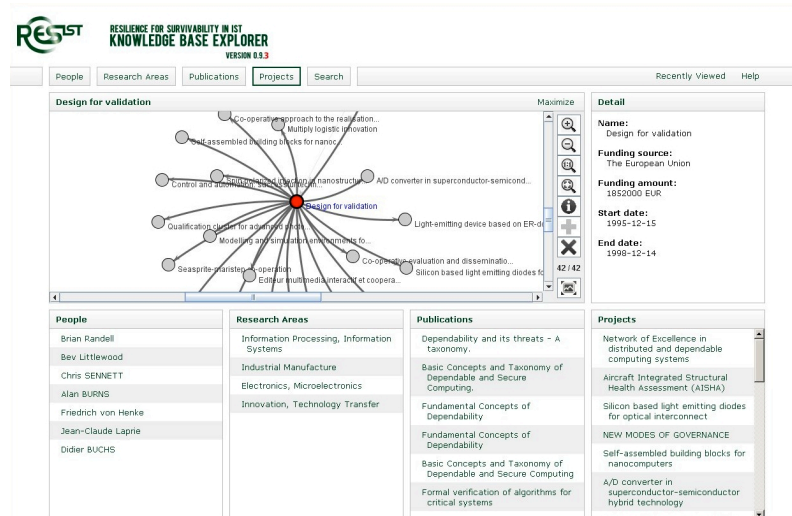 RESIST
RESILIENCE FOR SURVIVABILITY IN IST
KNOWLEDGE BASE EXPLORER
VERSION 0.9.3
People
Research Areas
Publications
Projects
Search
Recently Viewed
Help
Design for validation
Maximize
Co-operative approach to the realisation...
Multiply logistic innovation
Self-assembled building blocks for nanoc...
Control and automation,
A/D converter in superconductor-semicond...
Design for validation
Qualification cluster for advanced photo...
Light-emitting device based on ER-do
Modelling and simulation environments fo...
Co-operative evaluation and disseminatio...
Seasprite-maristep co-operation
Silicon based light emitting diodes fo
Editeur multimedia interactif et coopera...
42 / 42
Detail
Name:
Design for validation
Funding source:
The European Union
Funding amount:
1852000 EUR
Start date:
1995-12-15
End date:
1998-12-14
People
Brian Randell
Bev Littlewood
Chris SENNETT
Alan BURNS
Friedrich von Henke
Jean-Claude Laprie
Didier BUCHS
Research Areas
Information Processing, Information
Systems
Industrial Manufacture
Electronics, Microelectronics
Innovation, Technology Transfer
Publications
Dependability and its threats - A
taxonomy.
Basic Concepts and Taxonomy of
Dependable and Secure
Computing.
Fundamental Concepts of
Dependability
Fundamental Concepts of
Dependability
Basic Concepts and Taxonomy of
Dependable and Secure Computing
Formal verification of algorithms for
critical systems
Projects
Network of Excellence in
distributed and dependable
computing systems
Aircraft Integrated Structural
Health Assessment (AISHA)
Silicon based light emitting diodes
for optical interconnect
NEW MODES OF GOVERNANCE
Self-assembled building blocks for
nanocomputers
A/D converter in
superconductor-semiconductor
hybrid technology